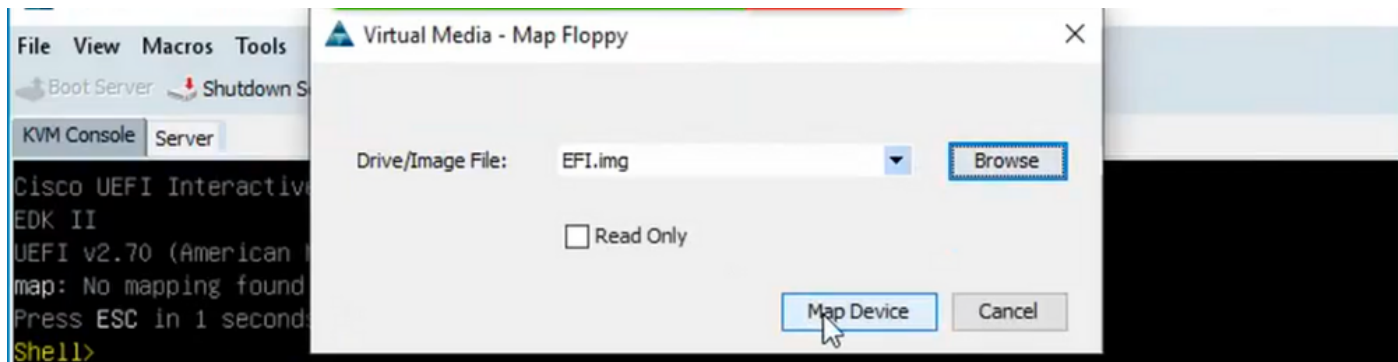 Virtual Media - Map Floppy
File View Macros Tools
Boot Server Shutdown S
KVM Console Server
Drive/Image File: EFI.img Browse
Read Only
Map Device Cancel
Cisco UEFI Interactive
EDK II
UEFI v2.70 (American
map: No mapping found
Press ESC in 1 seconds
Shell>